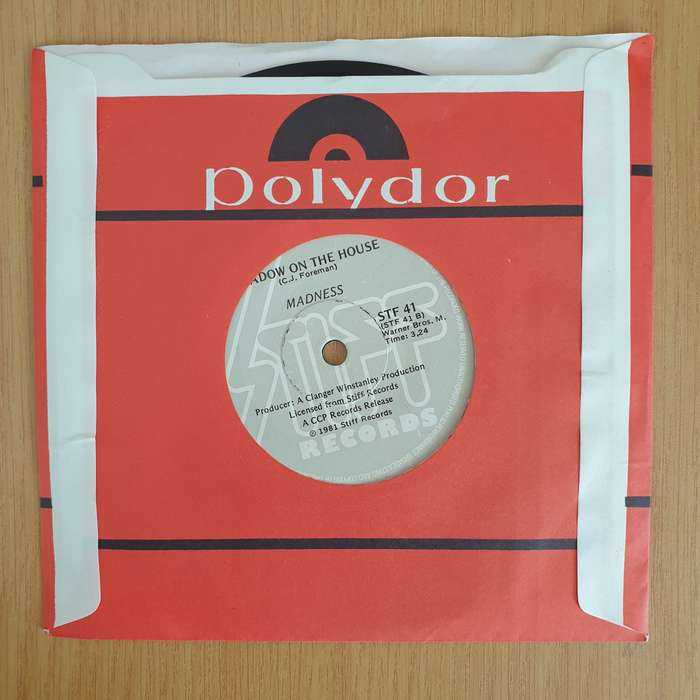 polydor
ADOW ON THE HOUSE
(C.J. Foreman)
MADNESS
STF 41
(STF 41 B)
Warner Bros. M.
Time: 3,24
Stiff
Producer: A Clanger Winstanley Production
Licensed from Stiff Records
A CCP Records Release
℗ 1981 Stiff Records
RECORDS